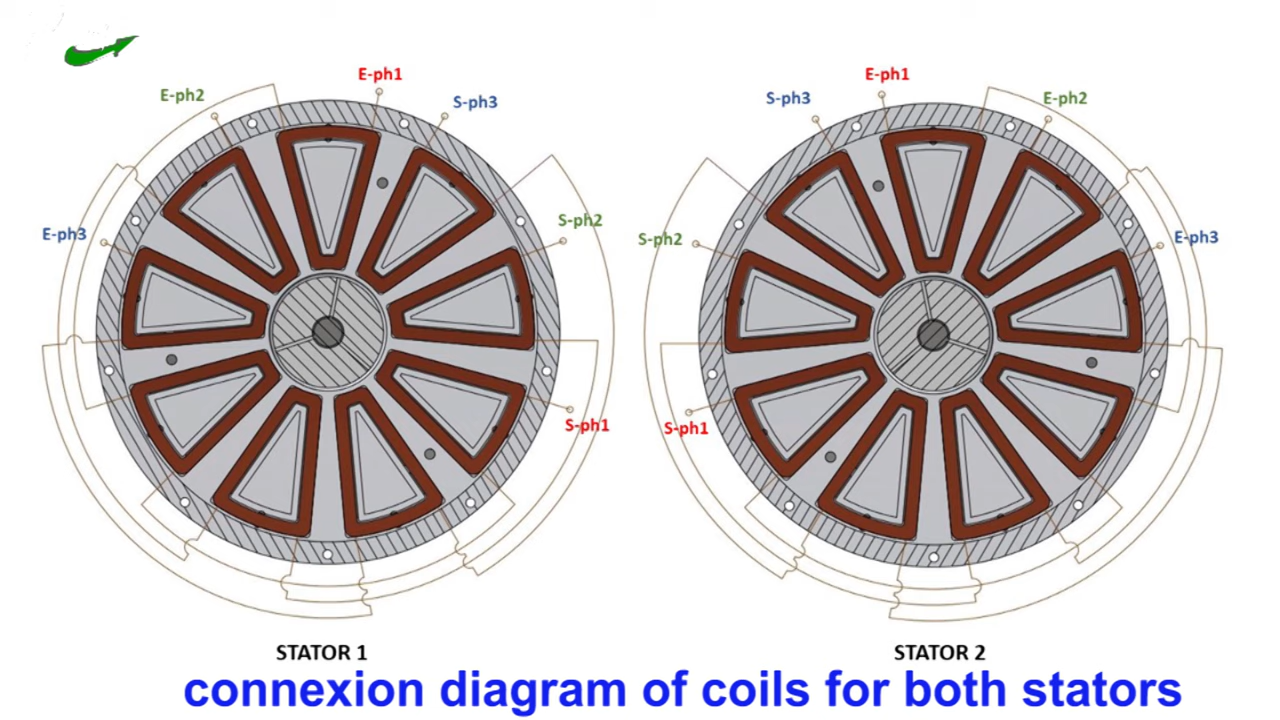 E-ph1
E-ph2
S-ph3
E-ph3
S-ph2
S-ph1
STATOR 1
E-ph1
S-ph3
E-ph2
S-ph2
E-ph3
S-ph1
STATOR 2
connexion diagram of coils for both stators